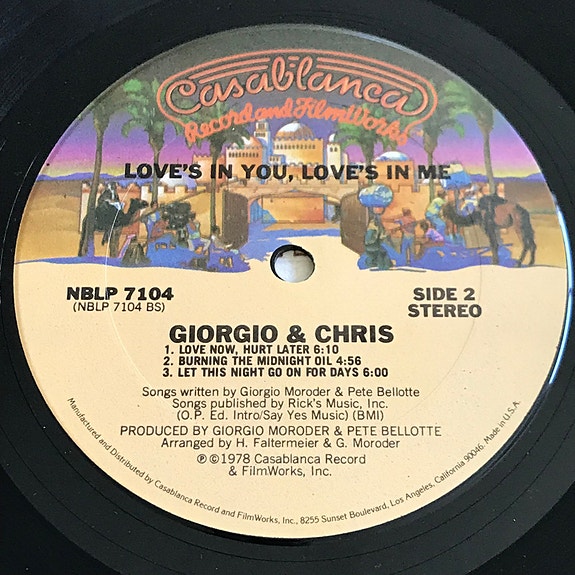 Casablanca
Record and FilmWorks
LOVE'S IN YOU, LOVE'S IN ME
NBLP 7104
(NBLP 7104 BS)
SIDE 2
STEREO
GIORGIO & CHRIS
1. LOVE NOW, HURT LATER 6:10
2. BURNING THE MIDNIGHT OIL 4:56
3. LET THIS NIGHT GO ON FOR DAYS 6:00
Songs written by Giorgio Moroder & Pete Bellotte
Songs published by Rick's Music, Inc.
(O.P. Ed. Intro/Say Yes Music) (BMI)
PRODUCED BY GIORGIO MORODER & PETE BELLOTTE
Arranged by H. Faltermeier & G. Moroder
℗©1978 Casablanca Record
& FilmWorks, Inc.
Manufactured and Distributed by Casablanca Record and FilmWorks, Inc., 8255 Sunset Boulevard, Los Angeles, California 90046. Made in U.S.A.